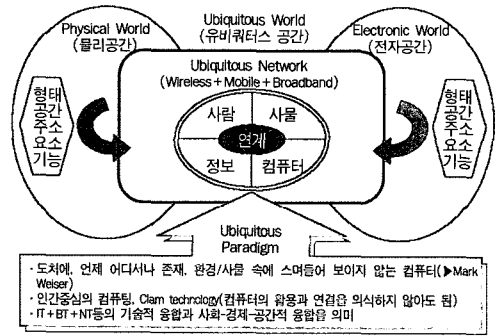 Physical World
(물리공간)
Ubiquitous World
(유비쿼터스 공간)
Electronic World
(전자공간)
Ubiquitous Network
(Wireless+Mobile+Broadband)
형태
공간
주소
요소
기능
사람
사물
연계
정보
컴퓨터
형태
공간
주소
요소
기능
Ubiquitous
Paradigm
· 도처에, 언제 어디서나 존재, 환경/사물 속에 스며들어 보이지 않는 컴퓨터(▶Mark
Weiser)
· 인간중심의 컴퓨팅, Clam technology(컴퓨터의 활용과 연결을 의식하지 않아도 됨)
· IT+BT+NT등의 기술적 융합과 사회-경제-공간적 융합을 의미